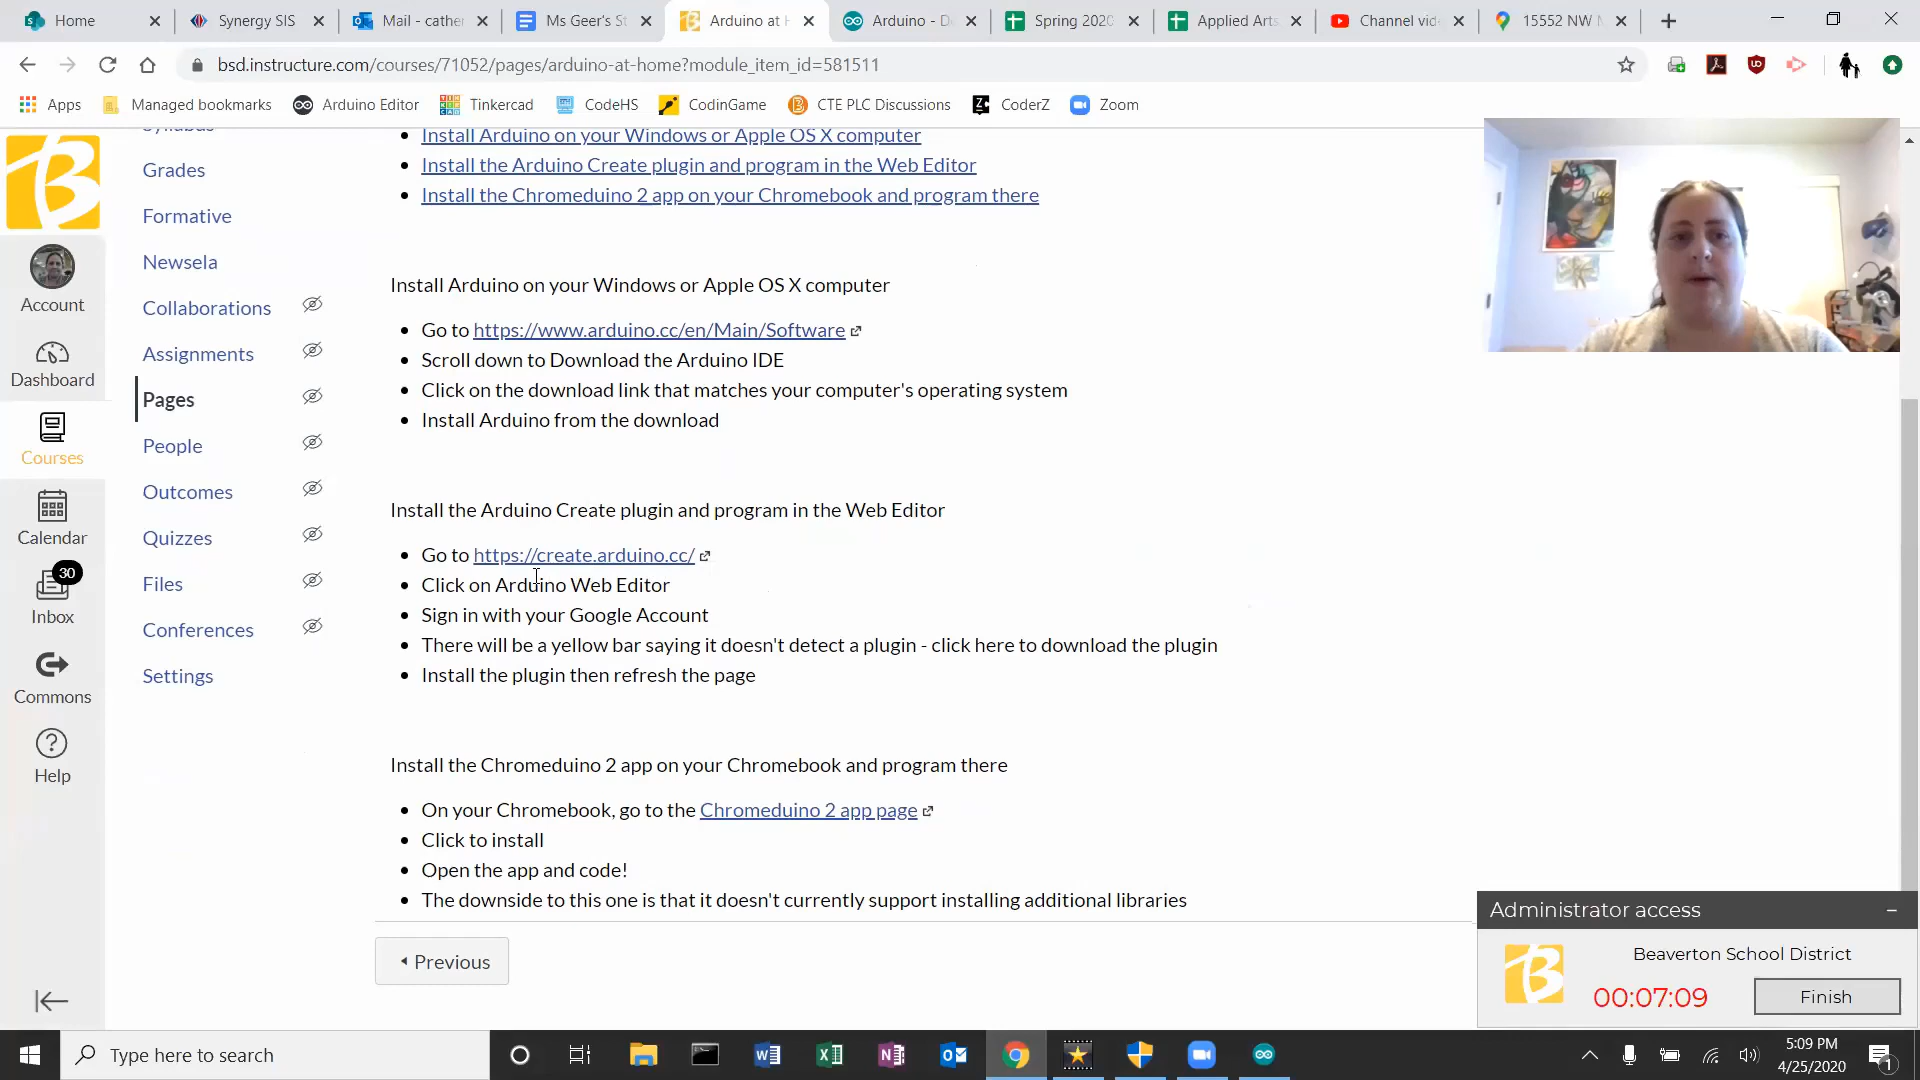 Home
Synergy SIS
Mail - cather
Ms Geer's St
Arduino at H
Arduino - De
Spring 2020
Applied Arts
Channel vide
15552 NW
bsd.instructure.com/courses/71052/pages/arduino-at-home?module_item_id=581511
Apps
Managed bookmarks
Arduino Editor
Tinkercad
CodeHS
CodinGame
CTE PLC Discussions
CoderZ
Zoom
Syllabus
Grades
Formative
Newsela
Collaborations
Assignments
Pages
People
Outcomes
Quizzes
Files
Conferences
Settings
Account
Dashboard
Courses
Calendar
30
Inbox
Commons
Help
Install Arduino on your Windows or Apple OS X computer
Install the Arduino Create plugin and program in the Web Editor
Install the Chromeduino 2 app on your Chromebook and program there
Install Arduino on your Windows or Apple OS X computer
Go to https://www.arduino.cc/en/Main/Software
Scroll down to Download the Arduino IDE
Click on the download link that matches your computer's operating system
Install Arduino from the download
Install the Arduino Create plugin and program in the Web Editor
Go to https://create.arduino.cc/
Click on Arduino Web Editor
Sign in with your Google Account
There will be a yellow bar saying it doesn't detect a plugin - click here to download the plugin
Install the plugin then refresh the page
Install the Chromeduino 2 app on your Chromebook and program there
On your Chromebook, go to the Chromeduino 2 app page
Click to install
Open the app and code!
The downside to this one is that it doesn't currently support installing additional libraries
Previous
Administrator access
Beaverton School District
00:07:09
Finish
Type here to search
5:09 PM
4/25/2020
1